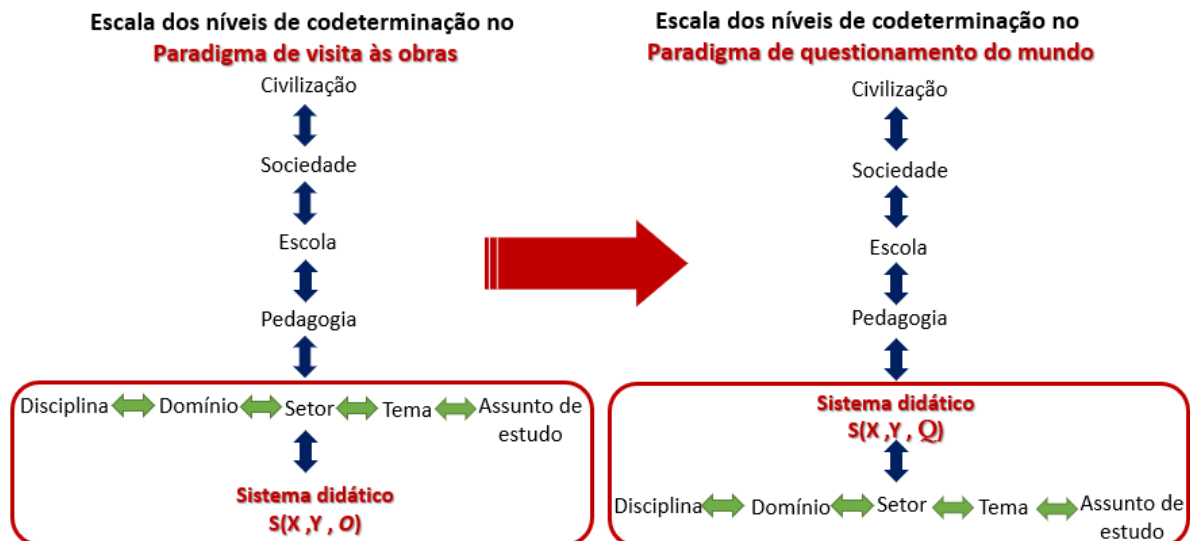 Escala dos níveis de codeterminação no
Paradigma de visita às obras
Civilização
Sociedade
Escola
Pedagogia
Disciplina Domínio Setor Tema Assunto de
estudo
Sistema didático
S(X ,Y , O)
Escala dos níveis de codeterminação no
Paradigma de questionamento do mundo
Civilização
Sociedade
Escola
Pedagogia
Sistema didático
S(X ,Y , Q)
Disciplina Domínio Setor Tema Assunto de
estudo